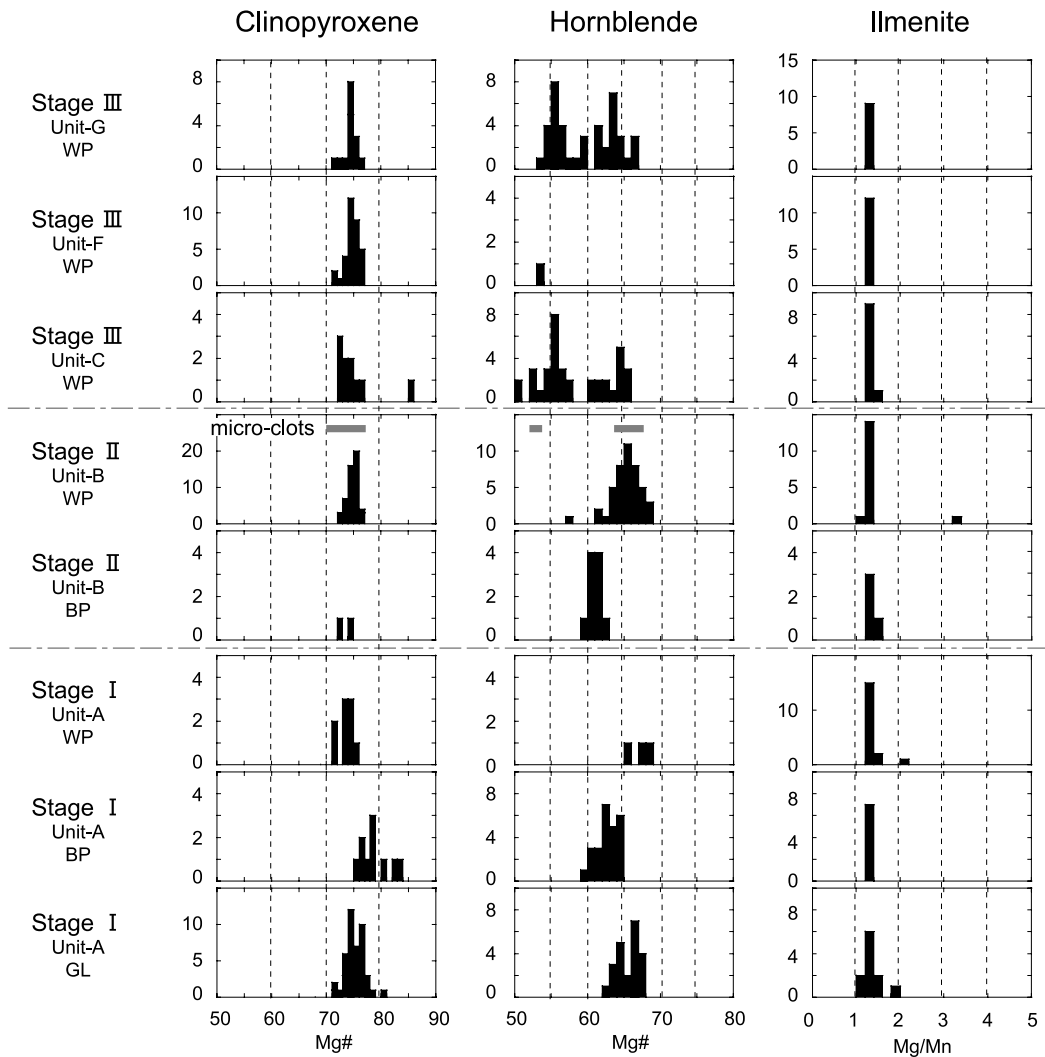 Clinopyroxene Hornblende Ilmenite
Stage Ⅲ
Unit-G
WP
8
4
0
8
4
0
15
10
5
0
Stage Ⅲ
Unit-F
WP
10
5
0
4
2
0
10
5
0
Stage Ⅲ
Unit-C
WP
4
2
0
8
4
0
8
4
0
micro-clots
Stage Ⅱ
Unit-B
WP
20
10
0
10
5
0
10
5
0
Stage Ⅱ
Unit-B
BP
4
2
0
4
2
0
4
2
0
Stage Ⅰ
Unit-A
WP
4
2
0
4
2
0
10
0
Stage Ⅰ
Unit-A
BP
4
2
0
8
4
0
8
4
0
Stage Ⅰ
Unit-A
GL
10
5
0
8
4
0
8
4
0
50 60 70 80 90
50 60 70 80
0 1 2 3 4 5
Mg# Mg# Mg/Mn